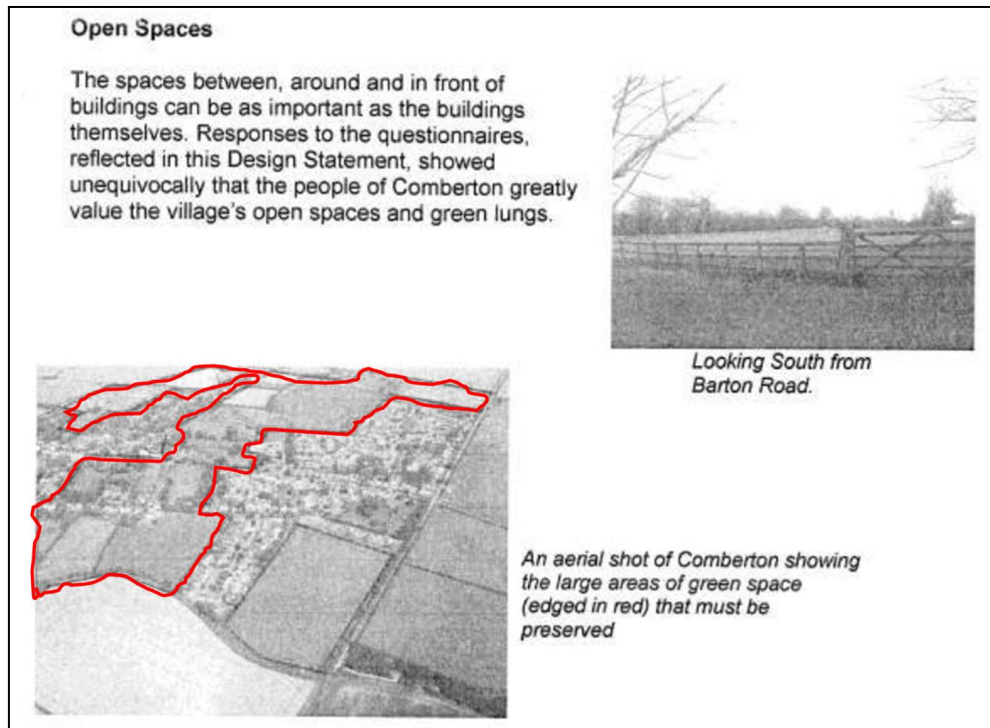 Open Spaces
The spaces between, around and in front of
buildings can be as important as the buildings
themselves. Responses to the questionnaires,
reflected in this Design Statement, showed
unequivocally that the people of Comberton greatly
value the village's open spaces and green lungs.
Looking South from
Barton Road.
An aerial shot of Comberton showing
the large areas of green space
(edged in red) that must be
preserved